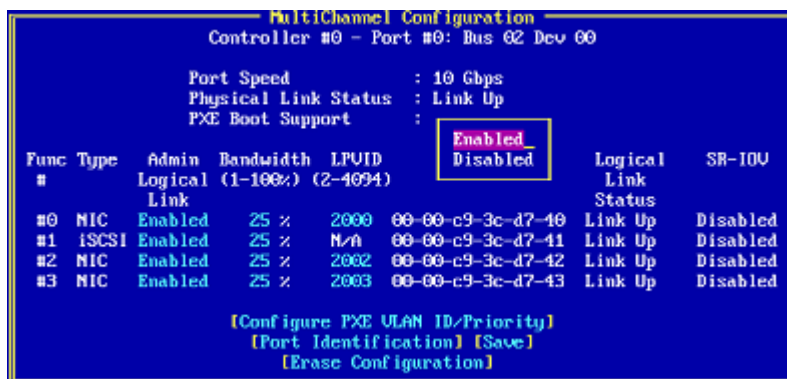 MultiChannel Configuration
Controller #0 - Port #0: Bus 02 Dev 00
Port Speed : 10 Gbps
Physical Link Status : Link Up
PXE Boot Support :
Enabled_
Disabled
Func Type Admin Bandwidth LPVID Logical SR-IOV
# Logical (1-100%) (2-4094) Link
Link Status
#0 NIC Enabled 25 % 2000 00-00-c9-3c-d7-40 Link Up Disabled
#1 iSCSI Enabled 25 % N/A 00-00-c9-3c-d7-41 Link Up Disabled
#2 NIC Enabled 25 % 2002 00-00-c9-3c-d7-42 Link Up Disabled
#3 NIC Enabled 25 % 2003 00-00-c9-3c-d7-43 Link Up Disabled
[Configure PXE VLAN ID/Priority]
[Port Identification] [Save]
[Erase Configuration]